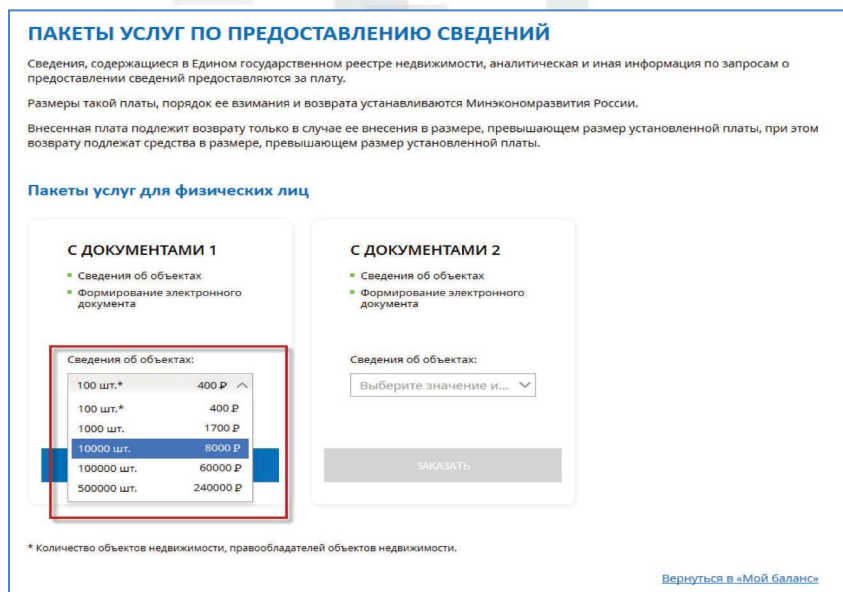 ПАКЕТЫ УСЛУГ ПО ПРЕДОСТАВЛЕНИЮ СВЕДЕНИЙ
Сведения, содержащиеся в Едином государственном реестре недвижимости, аналитическая и иная информация по запросам о
предоставлении сведений предоставляются за плату.
Размеры такой платы, порядок ее взимания и возврата устанавливаются Минэкономразвития России.
Внесенная плата подлежит возврату только в случае ее внесения в размере, превышающем размер установленной платы, при этом
возврату подлежат средства в размере, превышающем размер установленной платы.
Пакеты услуг для физических лиц
С ДОКУМЕНТАМИ 1
Сведения об объектах
Формирование электронного
документа
Сведения об объектах:
100 шт.* 400 ₽
100 шт.* 400 ₽
1000 шт. 1700 ₽
10000 шт. 8000 ₽
100000 шт. 60000 ₽
500000 шт. 240000 ₽
С ДОКУМЕНТАМИ 2
Сведения об объектах
Формирование электронного
документа
Сведения об объектах:
Выберите значение и...
ЗАКАЗАТЬ
* Количество объектов недвижимости, правообладателей объектов недвижимости.
Вернуться в «Мой баланс»